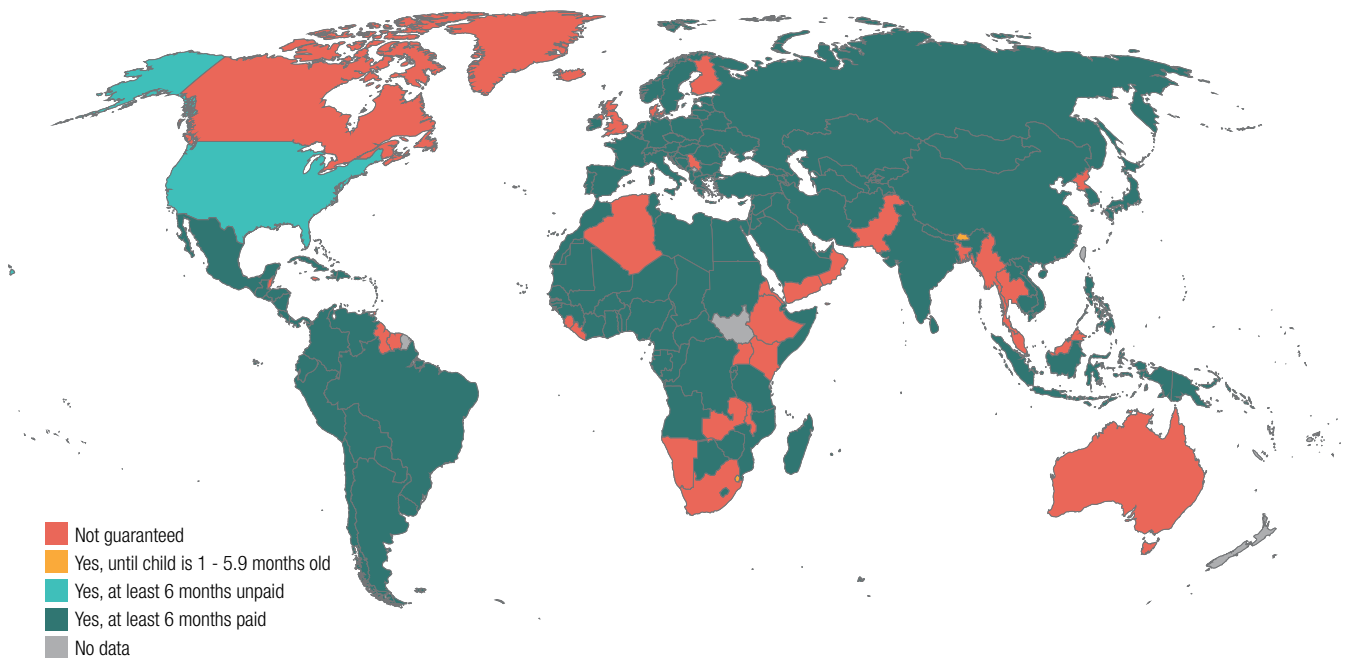 Not guaranteed
Yes, until child is 1 - 5.9 months old
Yes, at least 6 months unpaid
Yes, at least 6 months paid
No data